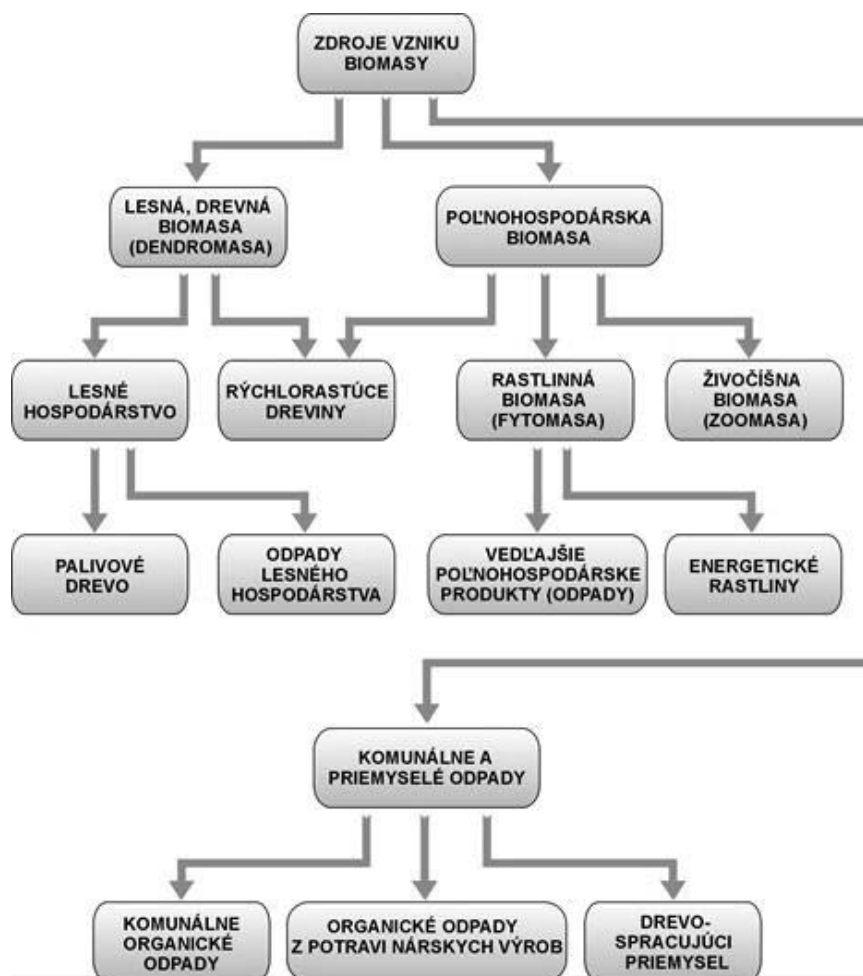 ZDROJE VZNIKU
BIOMASY
LESNÁ, DREVNÁ
BIOMASA
(DENDROMASA)
POĽNOHOSPODÁRSKA
BIOMASA
LESNÉ
HOSPODÁRSTVO
RÝCHLORASTÚCE
DREVINY
RASTLINNÁ
BIOMASA
(FYTOMASA)
ŽIVOČÍŠNA
BIOMASA
(ZOOMASA)
PALIVOVÉ
DREVO
ODPADY
LESNÉHO
HOSPODÁRSTVA
VEDĽAJŠIE
POĽNOHOSPODÁRSKE
PRODUKTY (ODPADY)
ENERGETICKÉ
RASTLINY
KOMUNÁLNE A
PRIEMYSELÉ ODPADY
KOMUNÁLNE
ORGANICKÉ
ODPADY
ORGANICKÉ ODPADY
Z POTRAVI NÁRSKYCH VÝROB
DREVO-
SPRACUJÚCI
PRIEMYSEL